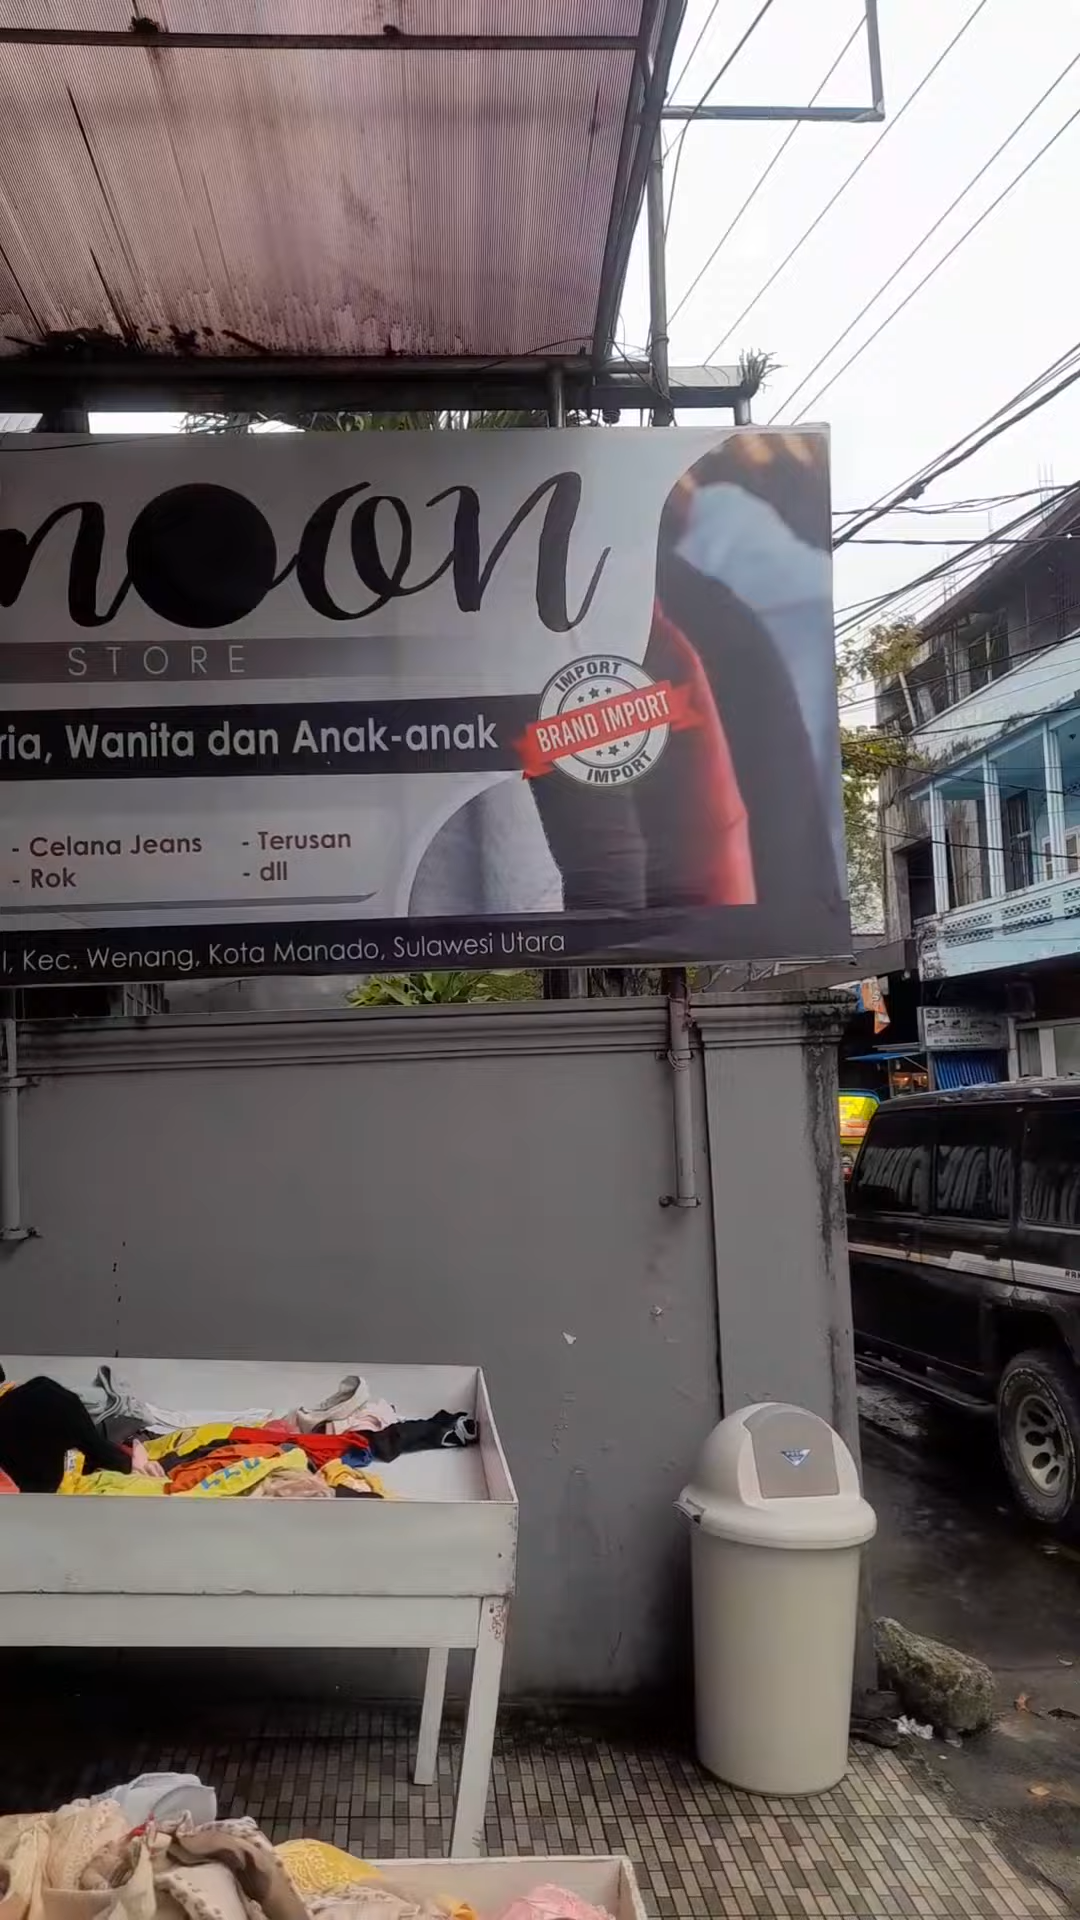 moon
STORE
ria, Wanita dan Anak-anak
IMPORT
BRAND IMPORT
IMPORT
- Celana Jeans
- Terusan
- Rok
- dll
l, Kec. Wenang, Kota Manado, Sulawesi Utara